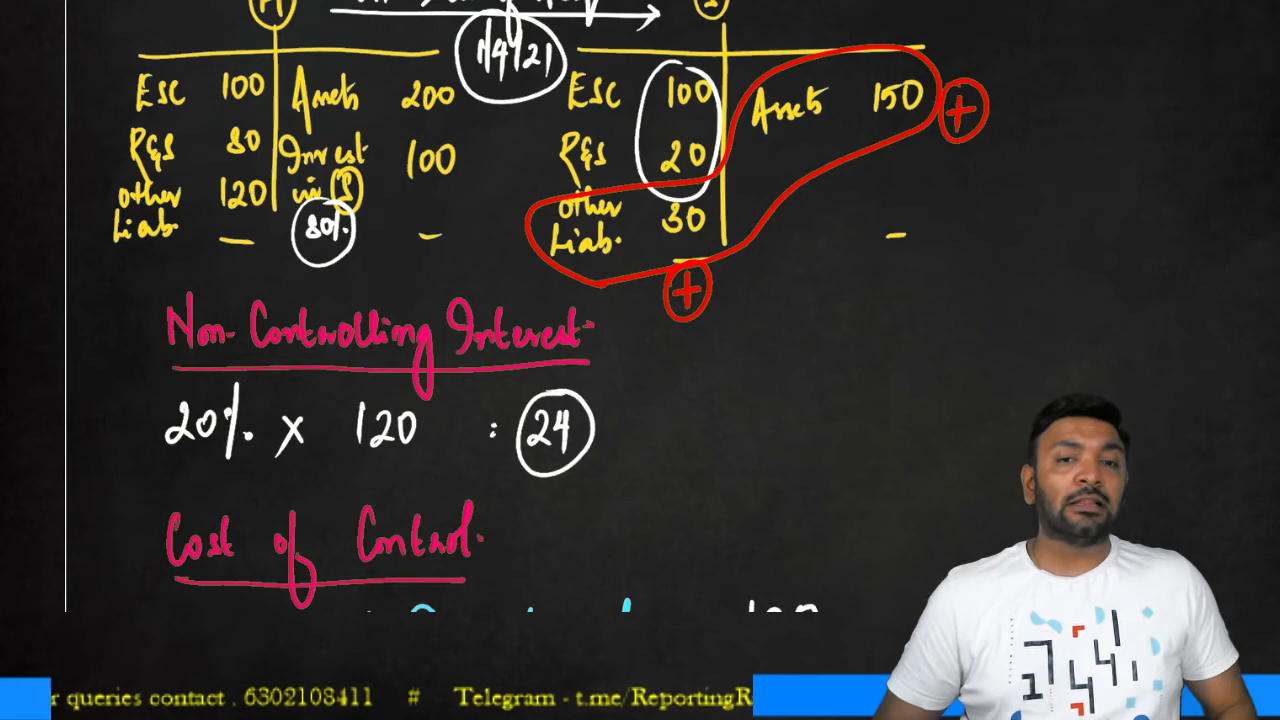 H S
1/4/21
ESC 100 Assets 200 ESC 100 Assets 150 +
R&S 80 Invest 100 R&S 20
other 120 in S other 30
Liab. 80% Liab.
+
Non-Controlling Interest
20% x 120 : 24
Cost of Control.
100
r queries contact . 6302108411 # Telegram - t.me/ReportingR